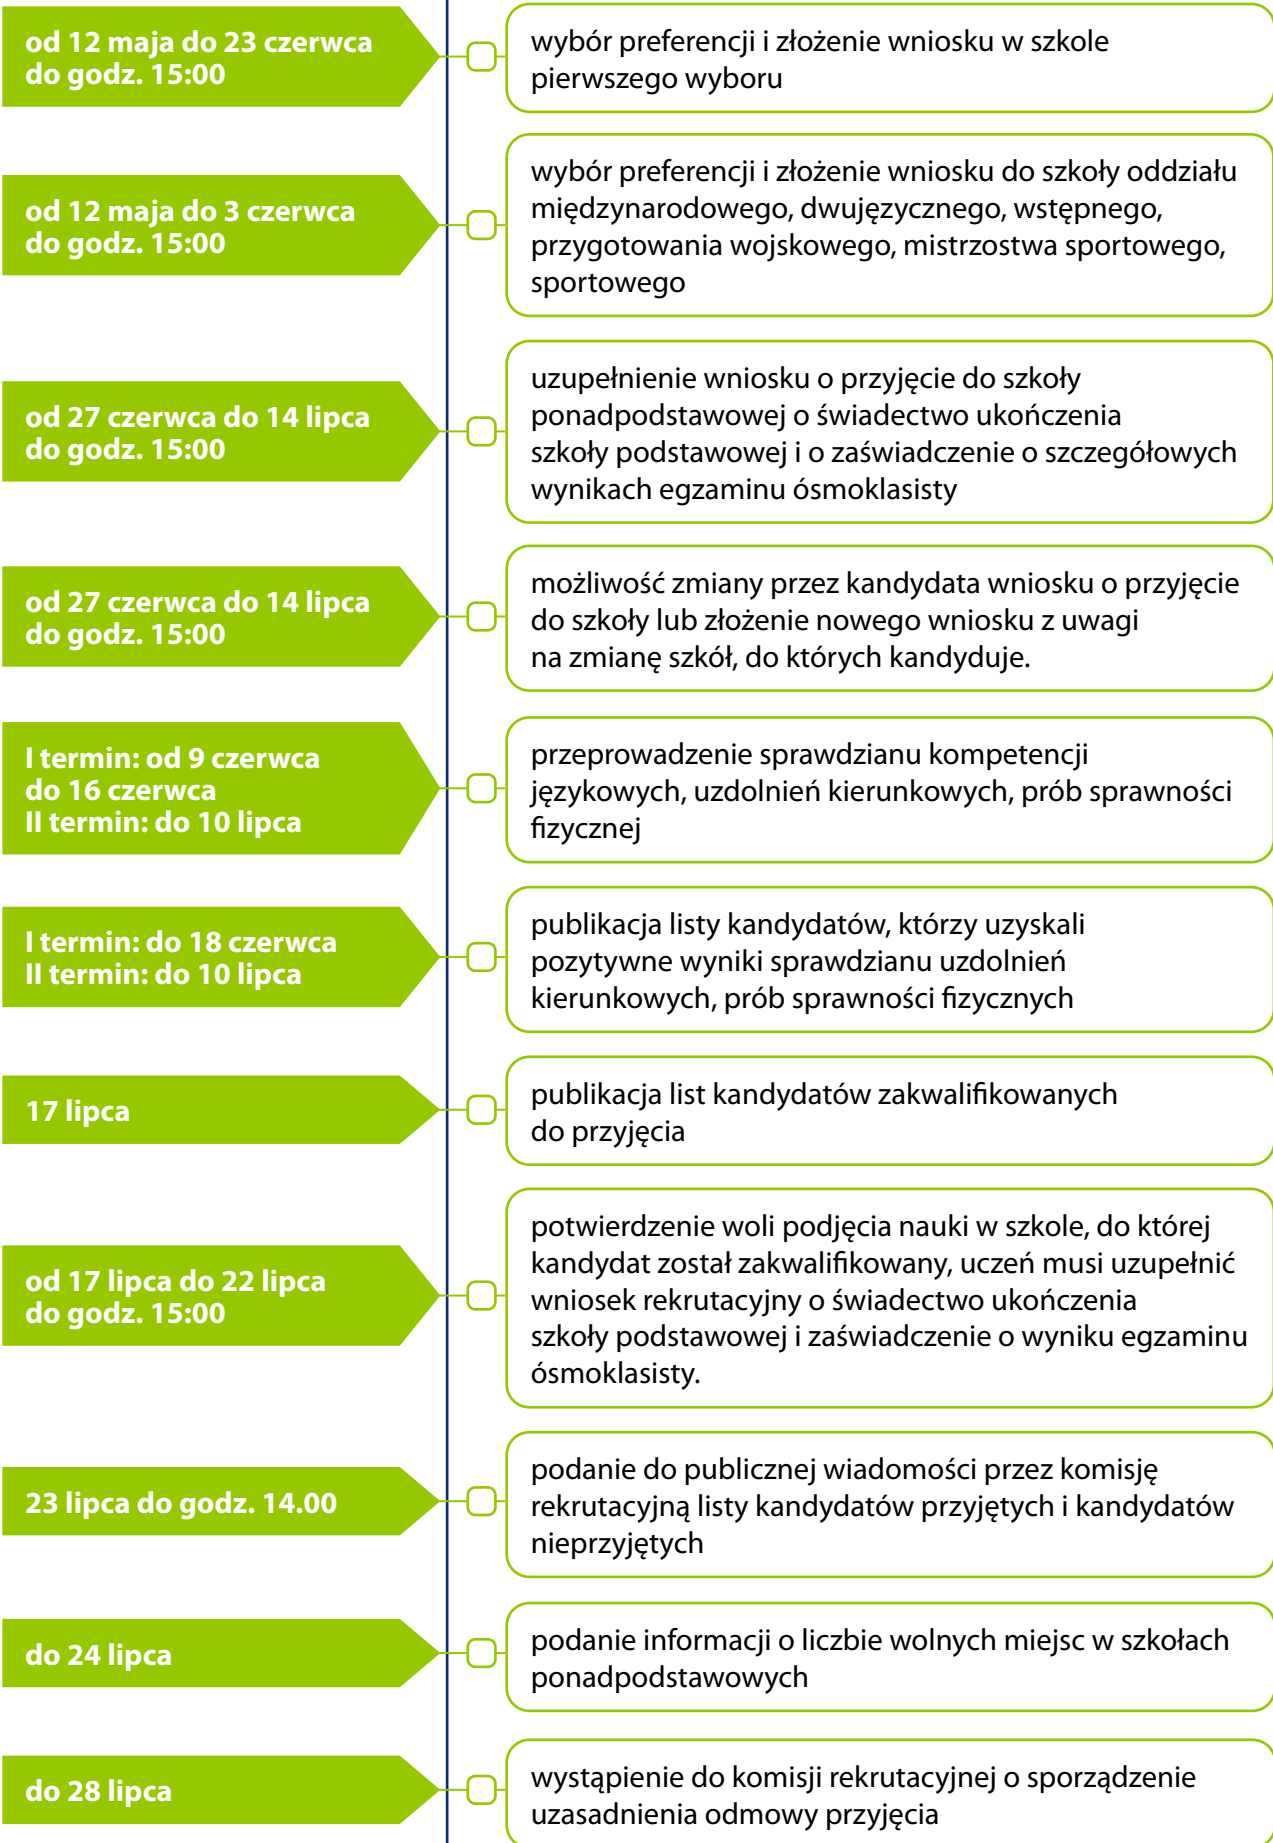 od 12 maja do 23 czerwca
do godz. 15:00
wybór preferencji i złożenie wniosku w szkole
pierwszego wyboru
od 12 maja do 3 czerwca
do godz. 15:00
wybór preferencji i złożenie wniosku do szkoły oddziału
międzynarodowego, dwujęzycznego, wstępnego,
przygotowania wojskowego, mistrzostwa sportowego,
sportowego
od 27 czerwca do 14 lipca
do godz. 15:00
uzupełnienie wniosku o przyjęcie do szkoły
ponadpodstawowej o świadectwo ukończenia
szkoły podstawowej i o zaświadczenie o szczegółowych
wynikach egzaminu ósmoklasisty
od 27 czerwca do 14 lipca
do godz. 15:00
możliwość zmiany przez kandydata wniosku o przyjęcie
do szkoły lub złożenie nowego wniosku z uwagi
na zmianę szkół, do których kandyduje.
I termin: od 9 czerwca
do 16 czerwca
II termin: do 10 lipca
przeprowadzenie sprawdzianu kompetencji
językowych, uzdolnień kierunkowych, prób sprawności
fizycznej
I termin: do 18 czerwca
II termin: do 10 lipca
publikacja listy kandydatów, którzy uzyskali
pozytywne wyniki sprawdzianu uzdolnień
kierunkowych, prób sprawności fizycznych
17 lipca
publikacja list kandydatów zakwalifikowanych
do przyjęcia
od 17 lipca do 22 lipca
do godz. 15:00
potwierdzenie woli podjęcia nauki w szkole, do której
kandydat został zakwalifikowany, uczeń musi uzupełnić
wniosek rekrutacyjny o świadectwo ukończenia
szkoły podstawowej i zaświadczenie o wyniku egzaminu
ósmoklasisty.
23 lipca do godz. 14.00
podanie do publicznej wiadomości przez komisję
rekrutacyjną listy kandydatów przyjętych i kandydatów
nieprzyjętych
do 24 lipca
podanie informacji o liczbie wolnych miejsc w szkołach
ponadpodstawowych
do 28 lipca
wystąpienie do komisji rekrutacyjnej o sporządzenie
uzasadnienia odmowy przyjęcia